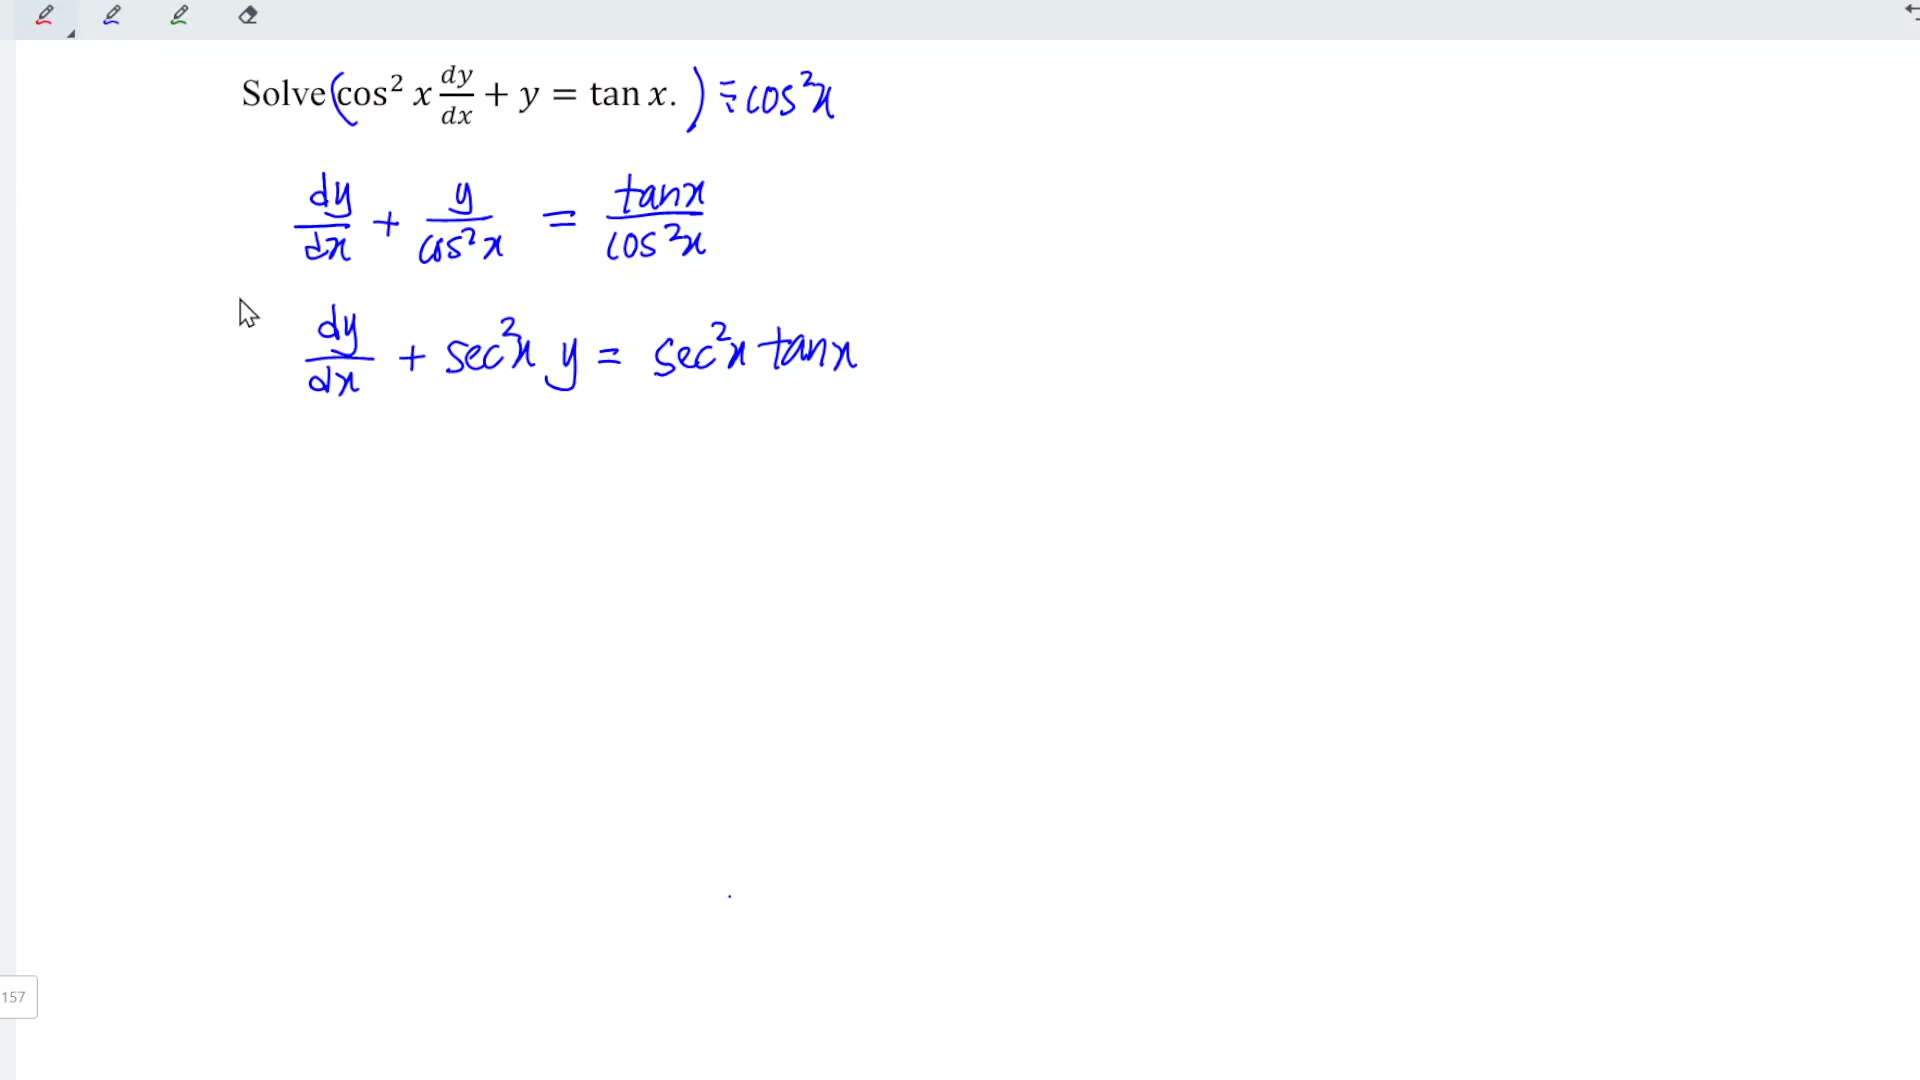 Solve (cos² x dy/dx + y = tan x. ) ÷ cos²x
dy/dx + y/cos²x = tanx/cos²x
dy/dx + sec²x y = sec²x tanx
157